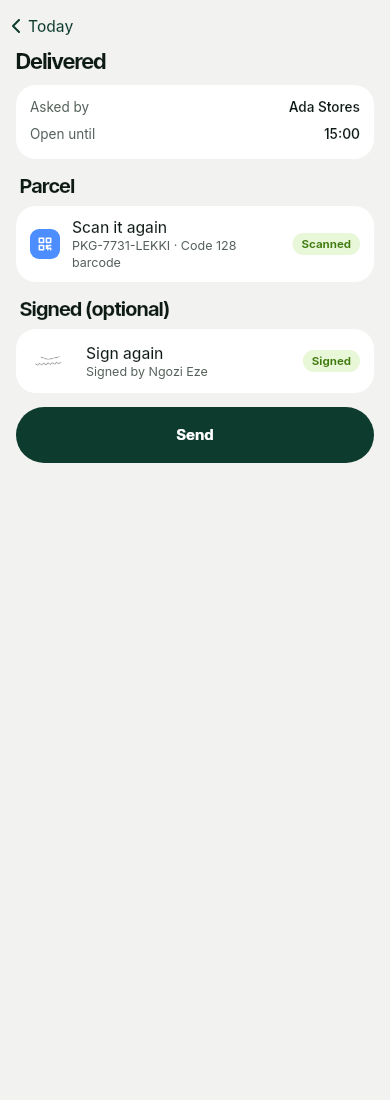 Today
Delivered
Asked by Ada Stores
Open until 15:00
Parcel
Scan it again
PKG-7731-LEKKI · Code 128
barcode
Scanned
Signed (optional)
Sign again
Signed by Ngozi Eze
Signed
Send